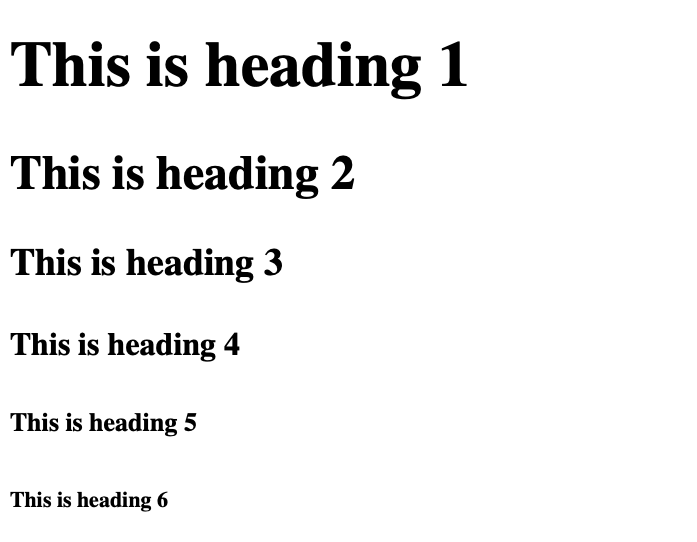 This is heading 1
This is heading 2
This is heading 3
This is heading 4
This is heading 5
This is heading 6